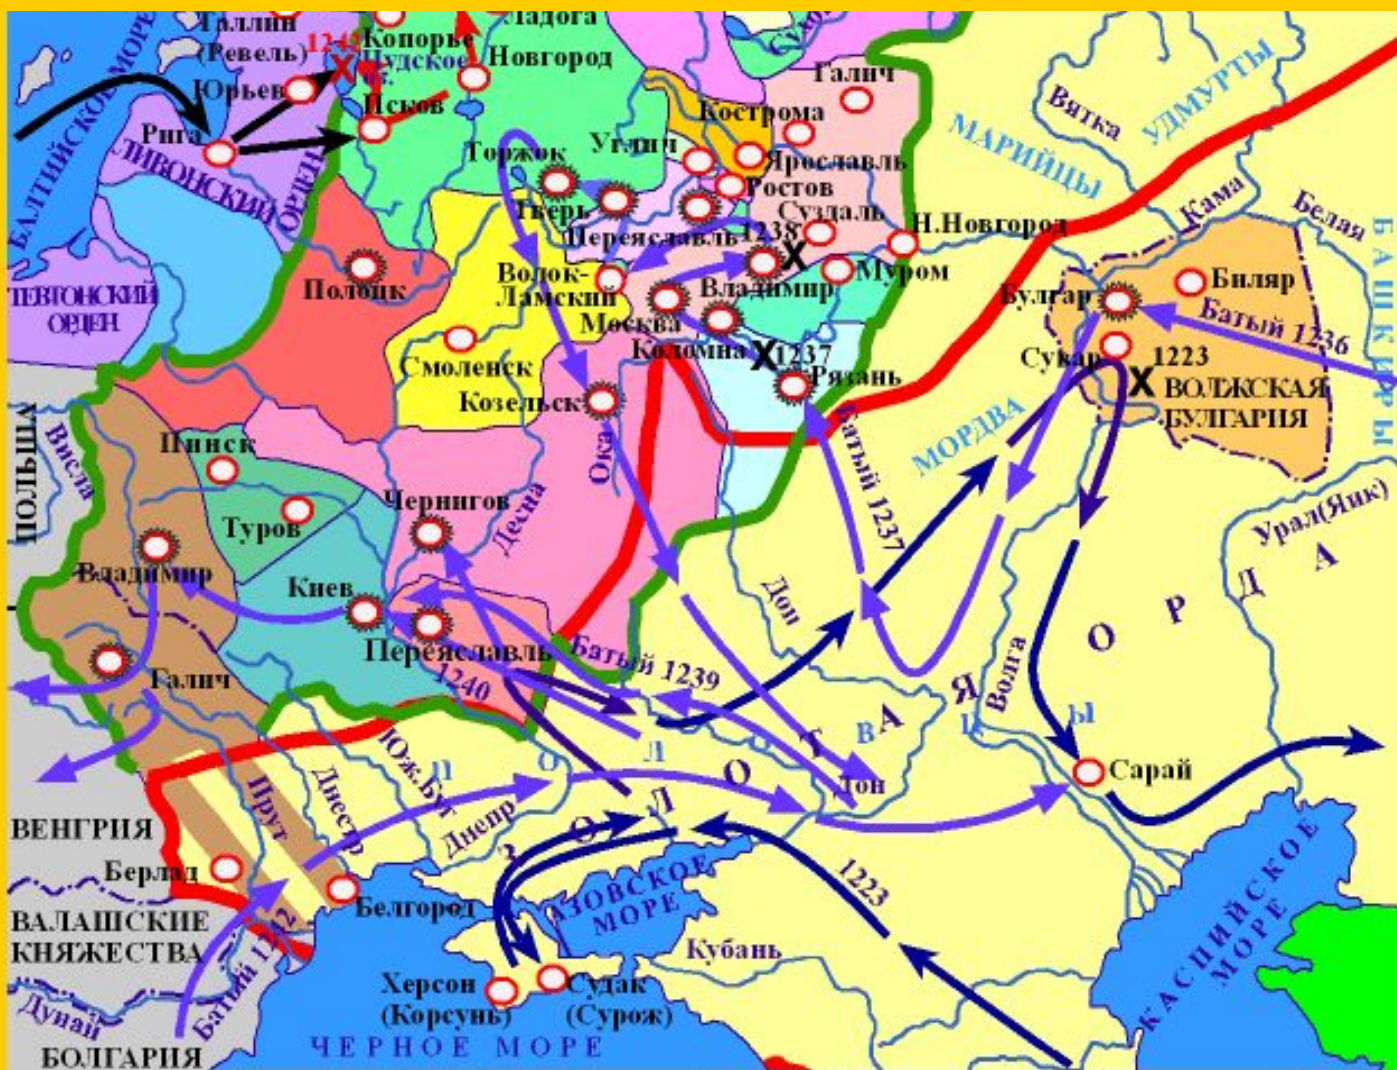 Таллин
(Ревель)
1242
Копорье
Чудское
оз.
Ладога
Новгород
Юрьев
Псков
Рига
БАЛТИЙСКОЕ МОРЕ
ЛИВОНСКИЙ
ОРДЕН
ТЕВТОНСКИЙ
ОРДЕН
Полоцк
Торжок
Тверь
Углич
Кострома
Галич
Ярославль
Ростов
Суздаль
Переяславль
1238
Н.Новгород
Волок-
Ламский
Владимир
Муром
Москва
Коломна
1237
Рязань
Смоленск
Козельск
Вятка
УДМУРТЫ
МАРИЙЦЫ
Кама
Белая
БАШКИРЫ
Булгар
Биляр
Батый 1236
Сувар
1223
ВОЛЖСКАЯ
БУЛГАРИЯ
МОРДВА
Батый 1237
Урал(Яик)
ПОЛЬША
Висла
Пинск
Туров
Чернигов
Десна
Ока
Владимир
Киев
Переяславль
Галич
1240
Батый 1239
Дон
Волга
ЗОЛОТАЯ ОРДА
ПОЛОВЦЫ
Дон
Сарай
ВЕНГРИЯ
Прут
Днестр
Юж.Буг
Днепр
Берлад
Белгород
ВАЛАШСКИЕ
КНЯЖЕСТВА
Батый 1242
Дунай
БОЛГАРИЯ
АЗОВСКОЕ
МОРЕ
1223
Кубань
Херсон
(Корсунь)
Судак
(Сурож)
ЧЕРНОЕ МОРЕ
КАСПИЙСКОЕ
МОРЕ